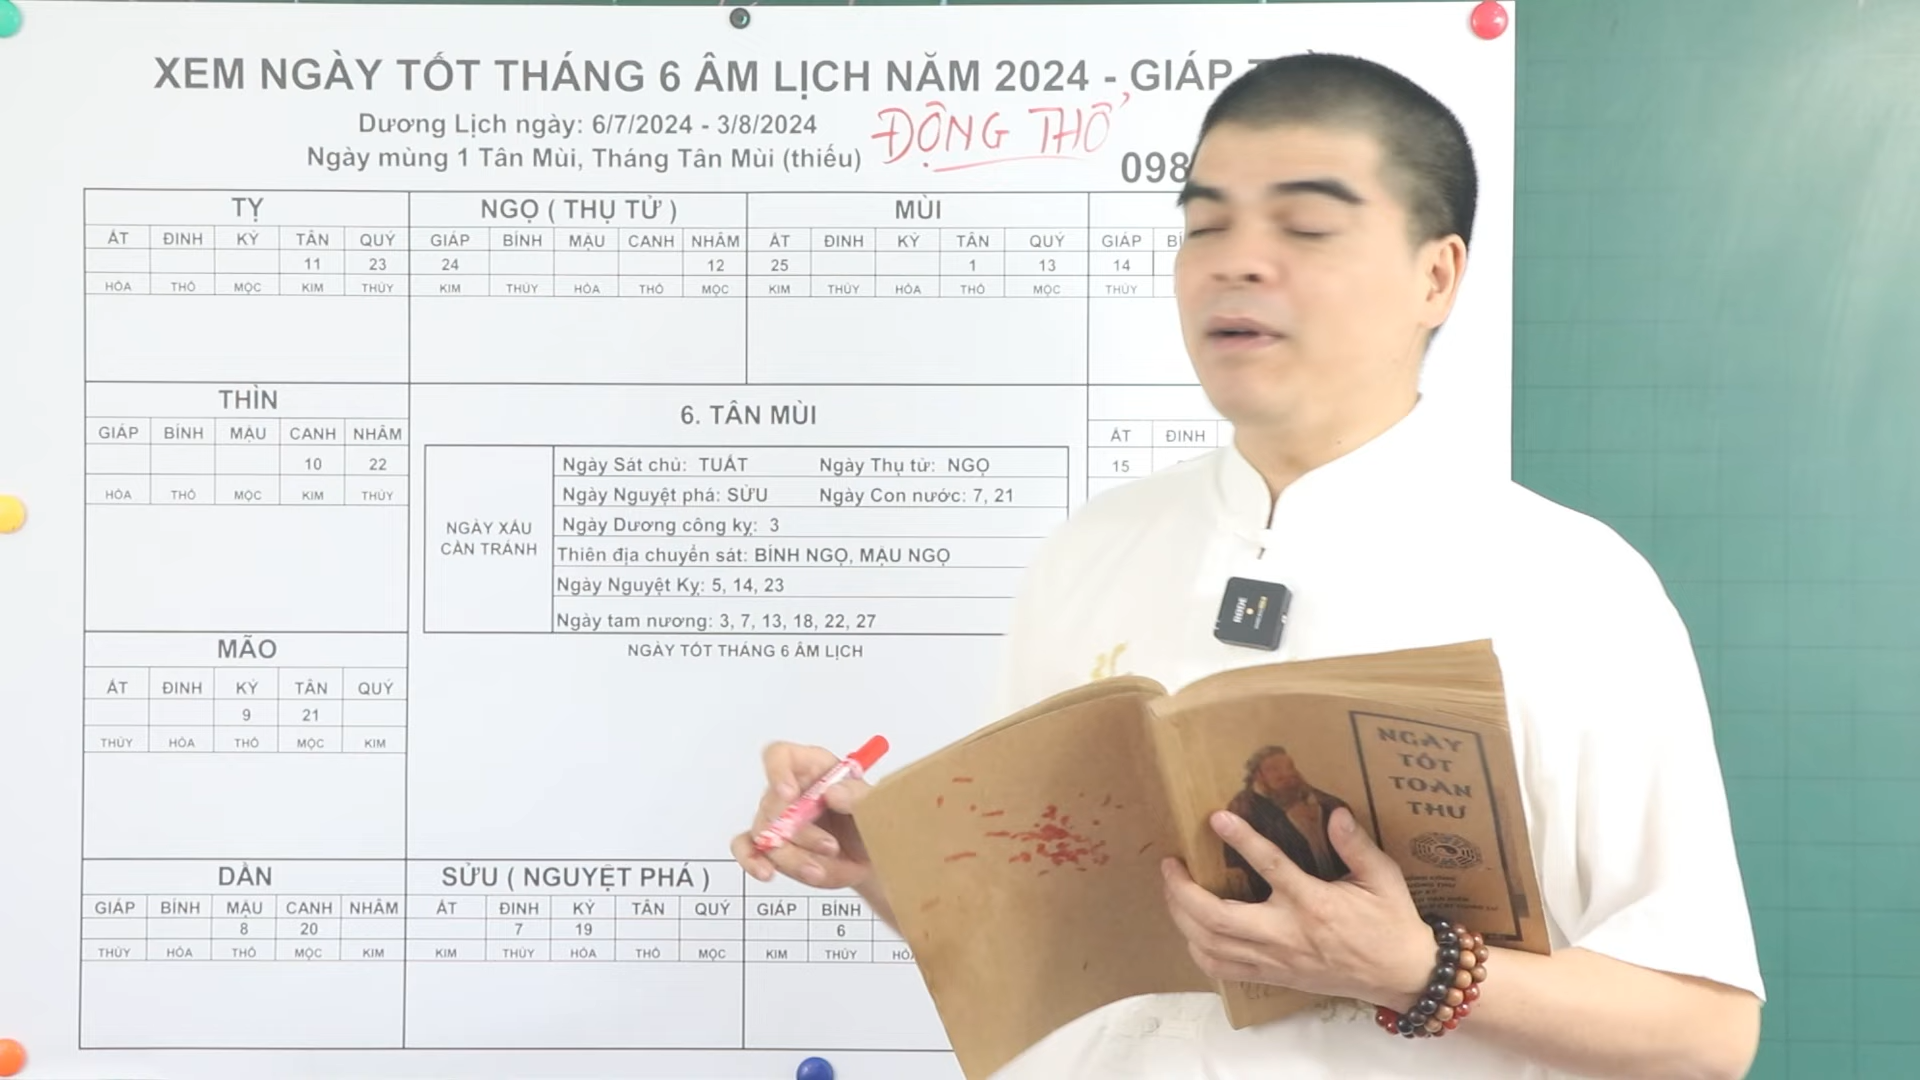 XEM NGÀY TỐT THÁNG 6 ÂM LỊCH NĂM 2024 - GIÁP
Dương Lịch ngày: 6/7/2024 - 3/8/2024
ĐỘNG THỔ
Ngày mùng 1 Tân Mùi, Tháng Tân Mùi (thiếu)
098
TỴ
ẤT ĐINH KỶ TÂN QUÝ
11 23
HỎA THỔ MỘC KIM THỦY
NGỌ ( THỤ TỬ )
GIÁP BÍNH MẬU CANH NHÂM
24 12
KIM THỦY HỎA THỔ MỘC
MÙI
ẤT ĐINH KỶ TÂN QUÝ
25 1 13
KIM THỦY HỎA THỔ MỘC
GIÁP
14
THỦY
THÌN
GIÁP BÍNH MẬU CANH NHÂM
10 22
HỎA THỔ MỘC KIM THỦY
6. TÂN MÙI
NGÀY XẤU
CẦN TRÁNH
Ngày Sát chủ: TUẤT Ngày Thụ tử: NGỌ
Ngày Nguyệt phá: SỬU Ngày Con nước: 7, 21
Ngày Dương công kỵ: 3
Thiên địa chuyển sát: BÍNH NGỌ, MẬU NGỌ
Ngày Nguyệt Kỵ: 5, 14, 23
Ngày tam nương: 3, 7, 13, 18, 22, 27
NGÀY TỐT THÁNG 6 ÂM LỊCH
ẤT ĐINH
15
MÃO
ẤT ĐINH KỶ TÂN QUÝ
9 21
THỦY HỎA THỔ MỘC KIM
DẦN
GIÁP BÍNH MẬU CANH NHÂM
8 20
THỦY HỎA THỔ MỘC KIM
SỬU ( NGUYỆT PHÁ )
ẤT ĐINH KỶ TÂN QUÝ
7 19
KIM THỦY HỎA THỔ MỘC
GIÁP BÍNH
6
KIM THỦY
RODE
NGÀY
TỐT
TOÀN
THƯ